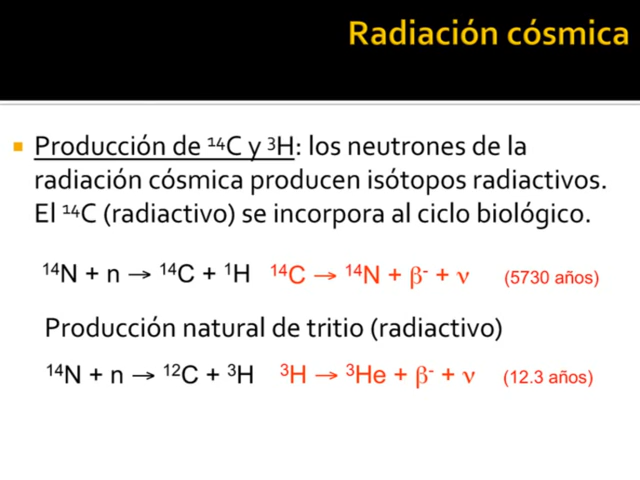 Radiación cósmica
Producción de ¹⁴C y ³H: los neutrones de la
radiación cósmica producen isótopos radiactivos.
El ¹⁴C (radiactivo) se incorpora al ciclo biológico.
¹⁴N + n → ¹⁴C + ¹H ¹⁴C → ¹⁴N + β⁻ + ν (5730 años)
Producción natural de tritio (radiactivo)
¹⁴N + n → ¹²C + ³H ³H → ³He + β⁻ + ν (12.3 años)